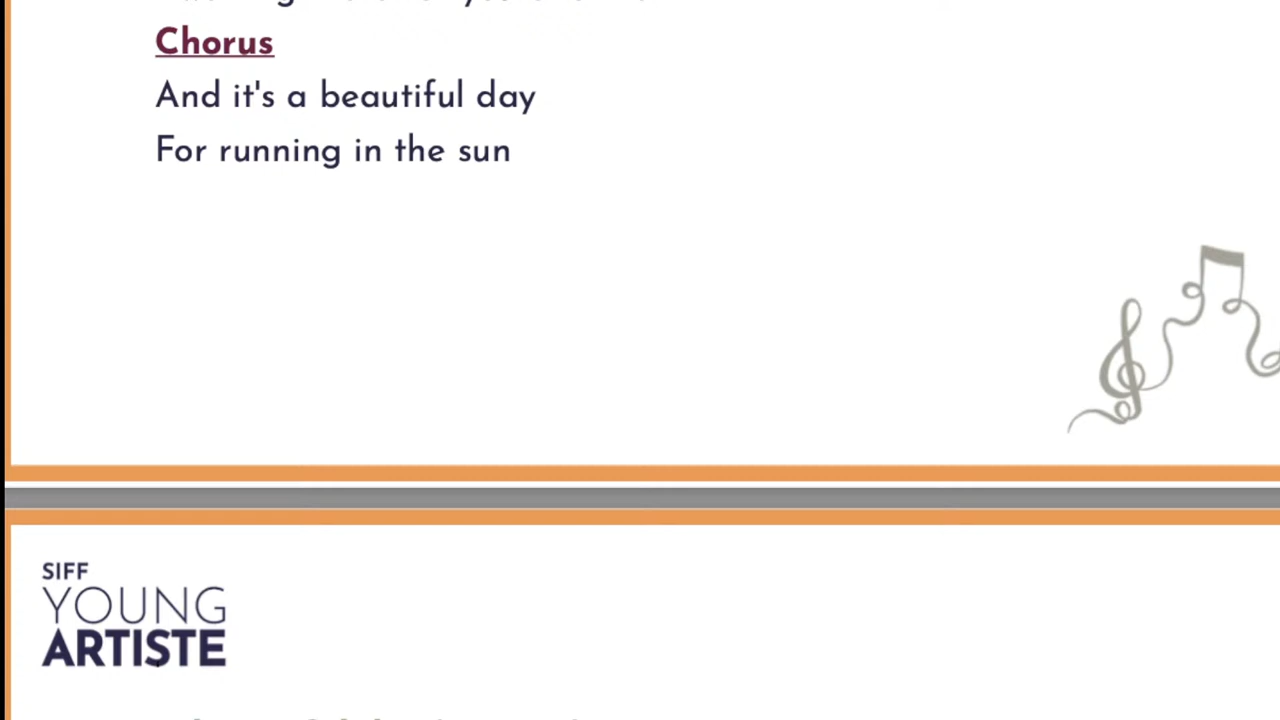 Chorus
And it's a beautiful day
For running in the sun
SIFF
YOUNG
ARTISTE